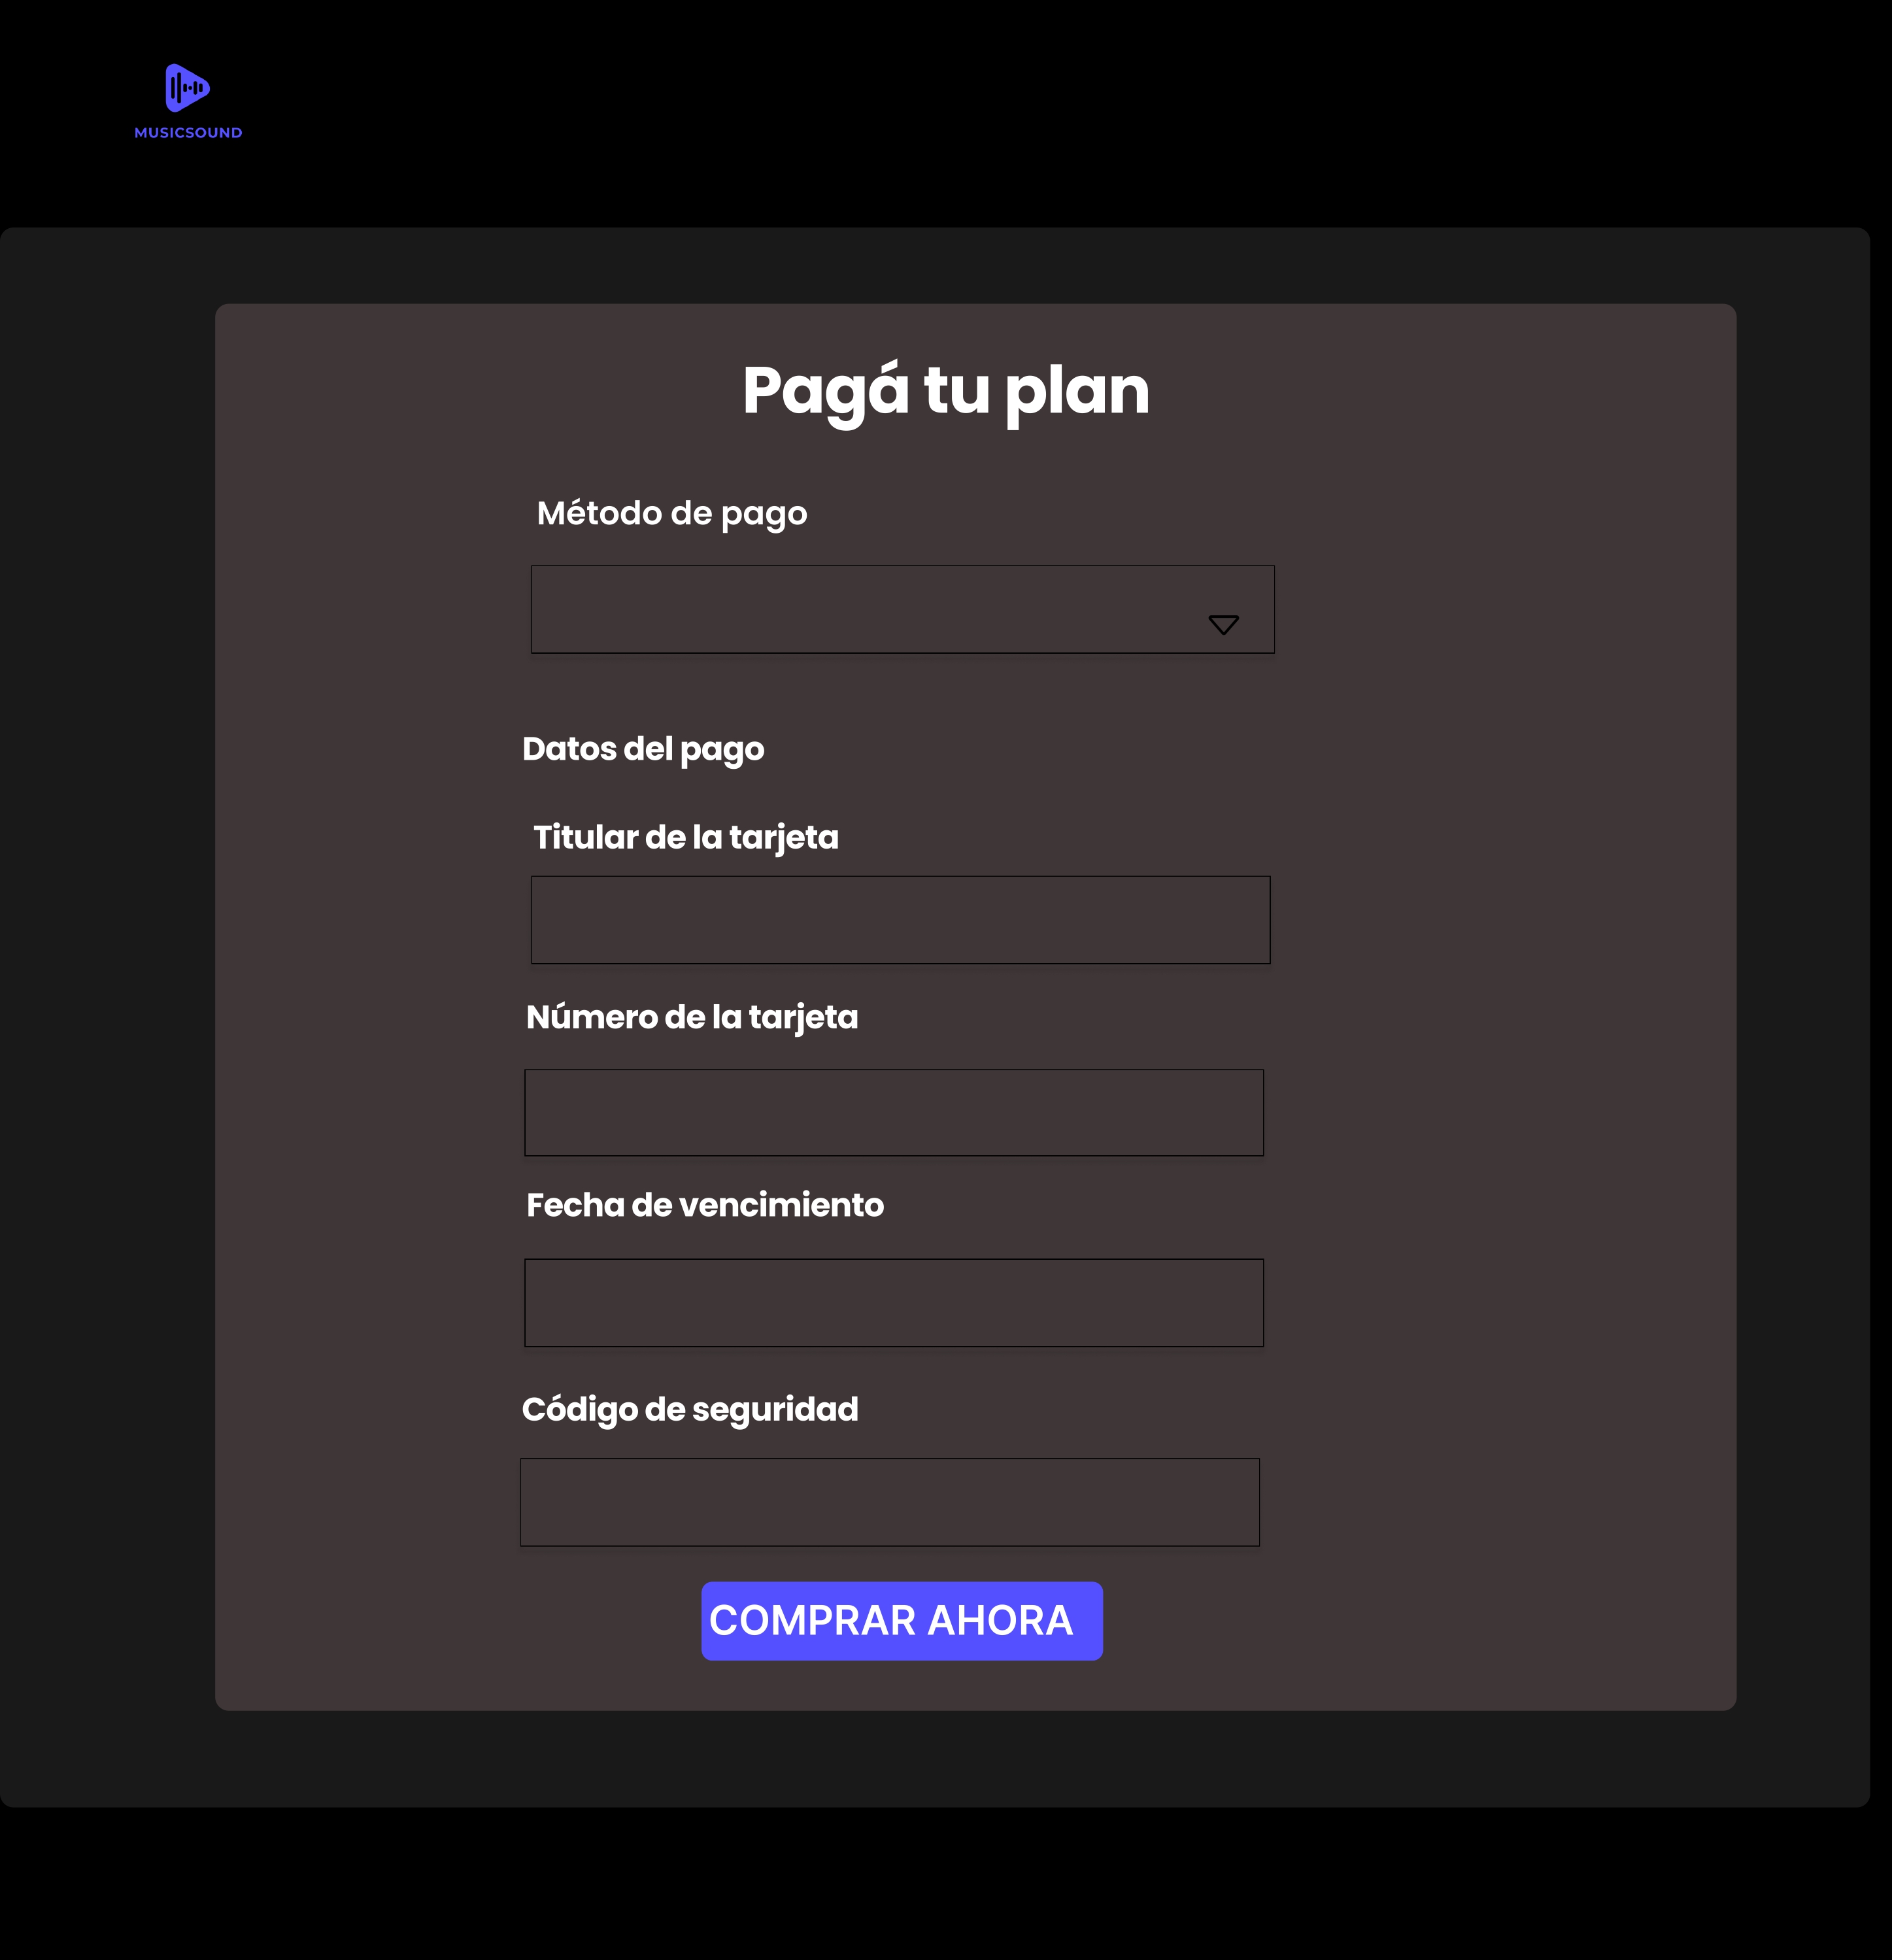 MUSICSOUND
Pagá tu plan
Método de pago
Datos del pago
Titular de la tarjeta
Número de la tarjeta
Fecha de vencimiento
Código de seguridad
COMPRAR AHORA